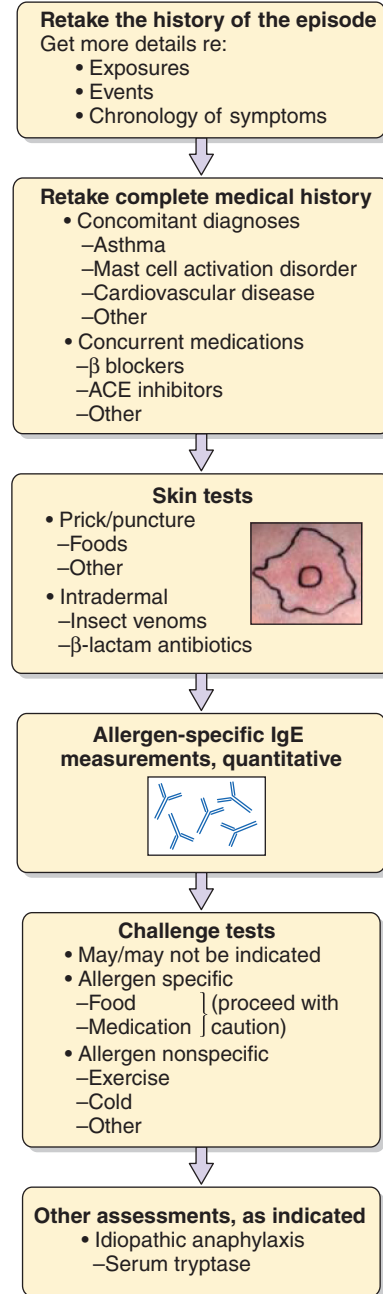 Retake the history of the episode
Get more details re:
• Exposures
• Events
• Chronology of symptoms
Retake complete medical history
• Concomitant diagnoses
–Asthma
–Mast cell activation disorder
–Cardiovascular disease
–Other
• Concurrent medications
–β blockers
–ACE inhibitors
–Other
Skin tests
• Prick/puncture
–Foods
–Other
• Intradermal
–Insect venoms
–β-lactam antibiotics
Allergen-specific IgE
measurements, quantitative
Challenge tests
• May/may not be indicated
• Allergen specific
–Food (proceed with
–Medication caution)
• Allergen nonspecific
–Exercise
–Cold
–Other
Other assessments, as indicated
• Idiopathic anaphylaxis
–Serum tryptase